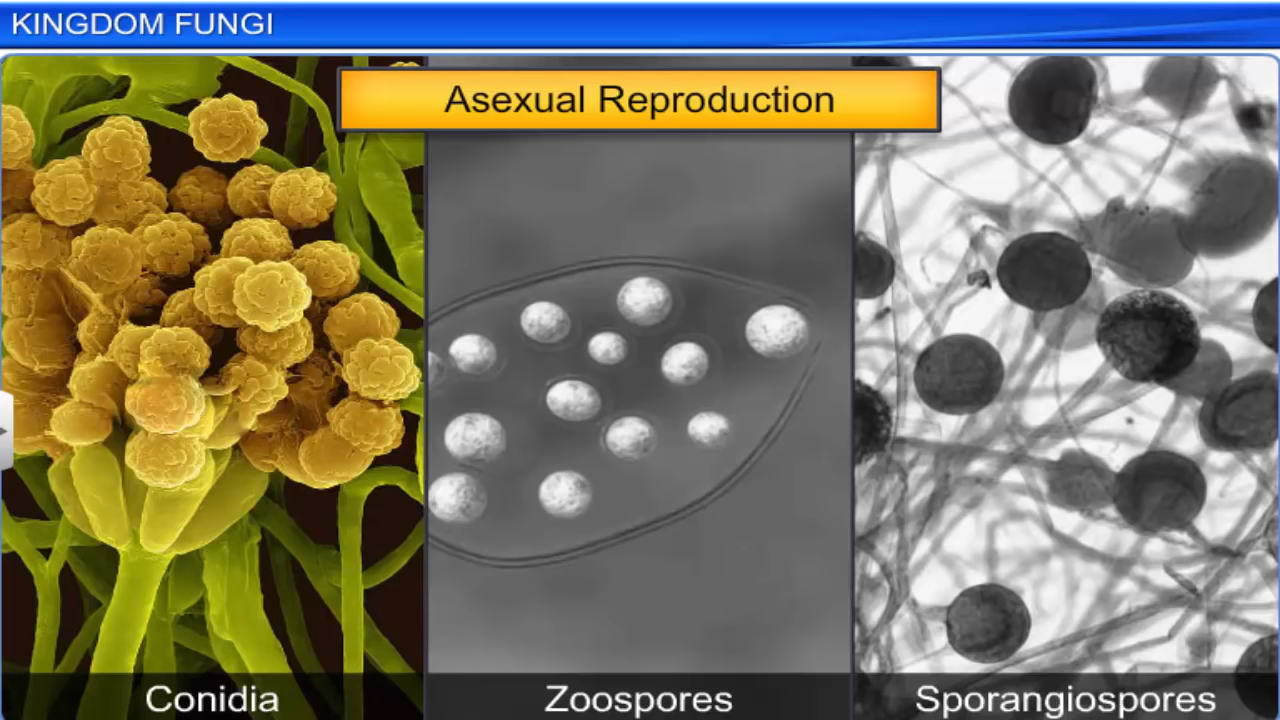 KINGDOM FUNGI
Asexual Reproduction
Conidia
Zoospores
Sporangiospores